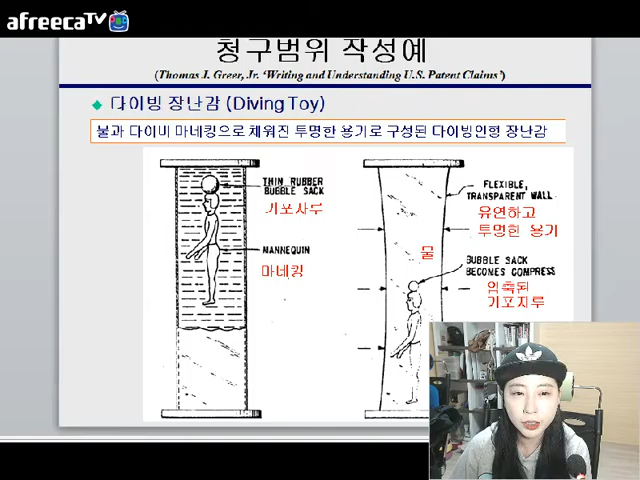 afreecaTV
청구범위 작성예
(Thomas J. Greer, Jr. 'Writing and Understanding U.S. Patent Claims')
다이빙 장난감 (Diving Toy)
물과 다이비 마네킹으로 채워진 투명한 용기로 구성된 다이빙인형 장난감
THIN RUBBER
BUBBLE SACK
기포자루
MANNEQUIN
마네킹
FLEXIBLE,
TRANSPARENT WALL
유연하고
투명한 용기
물
BUBBLE SACK
BECOMES COMPRESS
압축된
기포자루